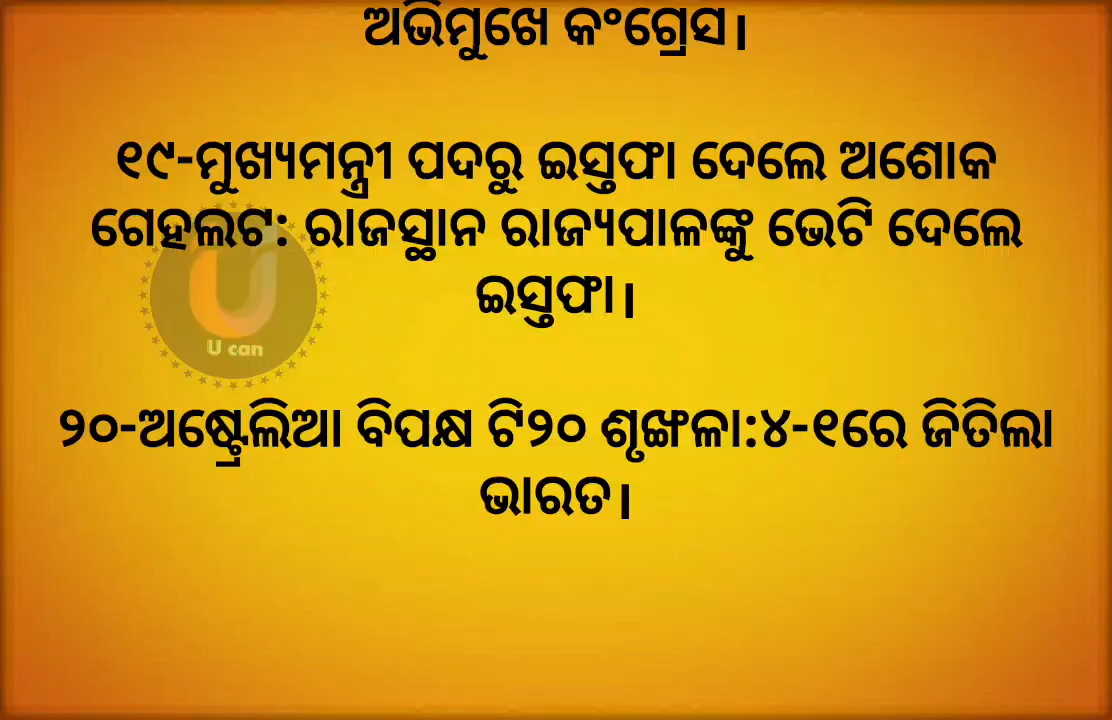 ଅଭିମୁଖେ କଂଗ୍ରେସ।
୧୯-ମୁଖ୍ୟମନ୍ତ୍ରୀ ପଦରୁ ଇସ୍ତଫା ଦେଲେ ଅଶୋକ
ଗେହଲଟ: ରାଜସ୍ଥାନ ରାଜ୍ୟପାଳଙ୍କୁ ଭେଟି ଦେଲେ
ଇସ୍ତଫା।
U can
୨୦-ଅଷ୍ଟ୍ରେଲିଆ ବିପକ୍ଷ ଟି୨୦ ଶୃଙ୍ଖଳା:୪-୧ରେ ଜିତିଲା
ଭାରତ।